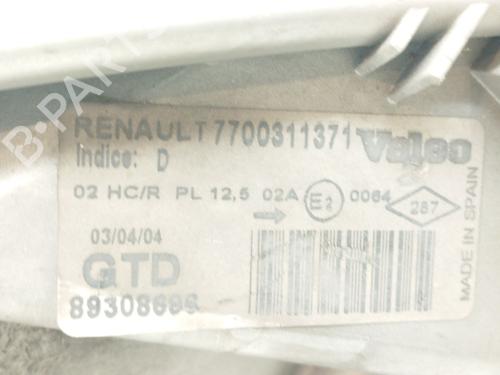 RENAULT 7700311371 Valeo
Indice: D
02 HC/R PL 12,5 02A E2 0064 287
MADE IN SPAIN
03/04/04
GTD
89308696
B-PARTS